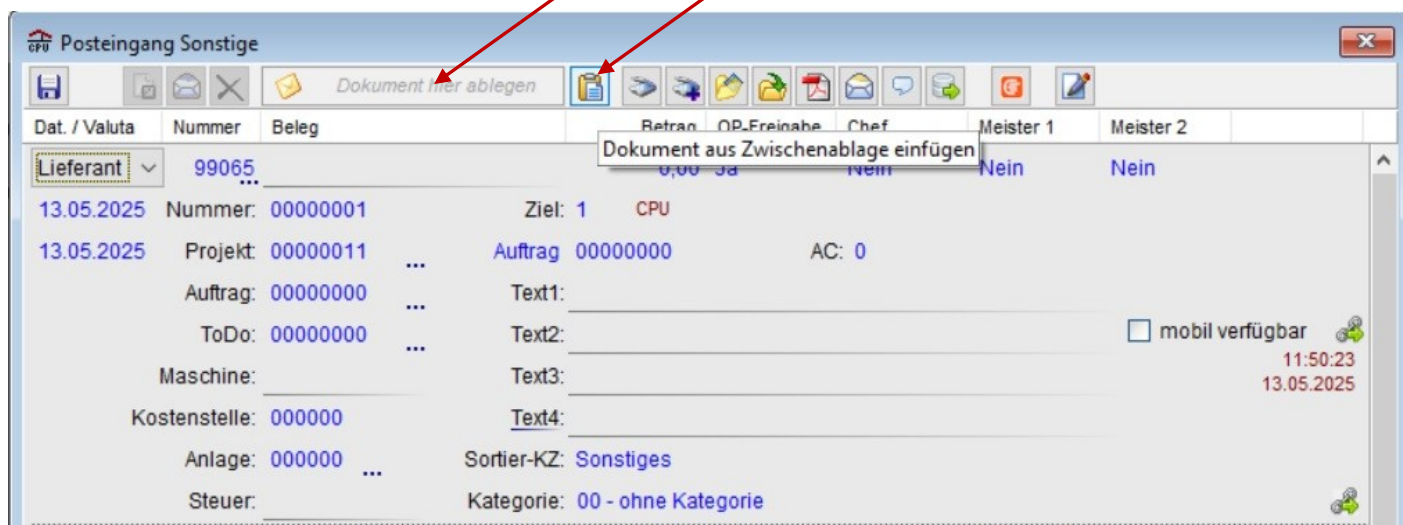 CPU Posteingang Sonstige
Dokument hier ablegen
Dat. / Valuta Nummer Beleg Betrag OP-Freigabe Chef Meister 1 Meister 2
Dokument aus Zwischenablage einfügen
Lieferant 99065 ... 0,00 Ja Nein Nein Nein
13.05.2025 Nummer: 00000001 Ziel: 1 CPU
13.05.2025 Projekt: 00000011 ... Auftrag 00000000 AC: 0
Auftrag: 00000000 ... Text1:
ToDo: 00000000 ... Text2: mobil verfügbar
11:50:23
Maschine: Text3: 13.05.2025
Kostenstelle: 000000 Text4:
Anlage: 000000 ... Sortier-KZ: Sonstiges
Steuer: Kategorie: 00 - ohne Kategorie